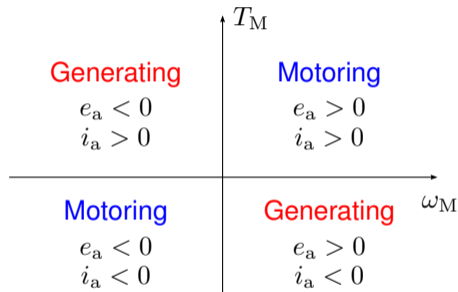 T_M
Generating
e_a < 0
i_a > 0
Motoring
e_a > 0
i_a > 0
ω_M
Motoring
e_a < 0
i_a < 0
Generating
e_a > 0
i_a < 0